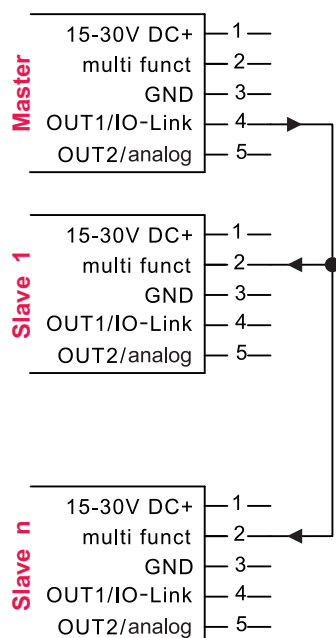 Master
15-30V DC+ 1
multi funct 2
GND 3
OUT1/IO-Link 4
OUT2/analog 5
Slave 1
15-30V DC+ 1
multi funct 2
GND 3
OUT1/IO-Link 4
OUT2/analog 5
Slave n
15-30V DC+ 1
multi funct 2
GND 3
OUT1/IO-Link 4
OUT2/analog 5